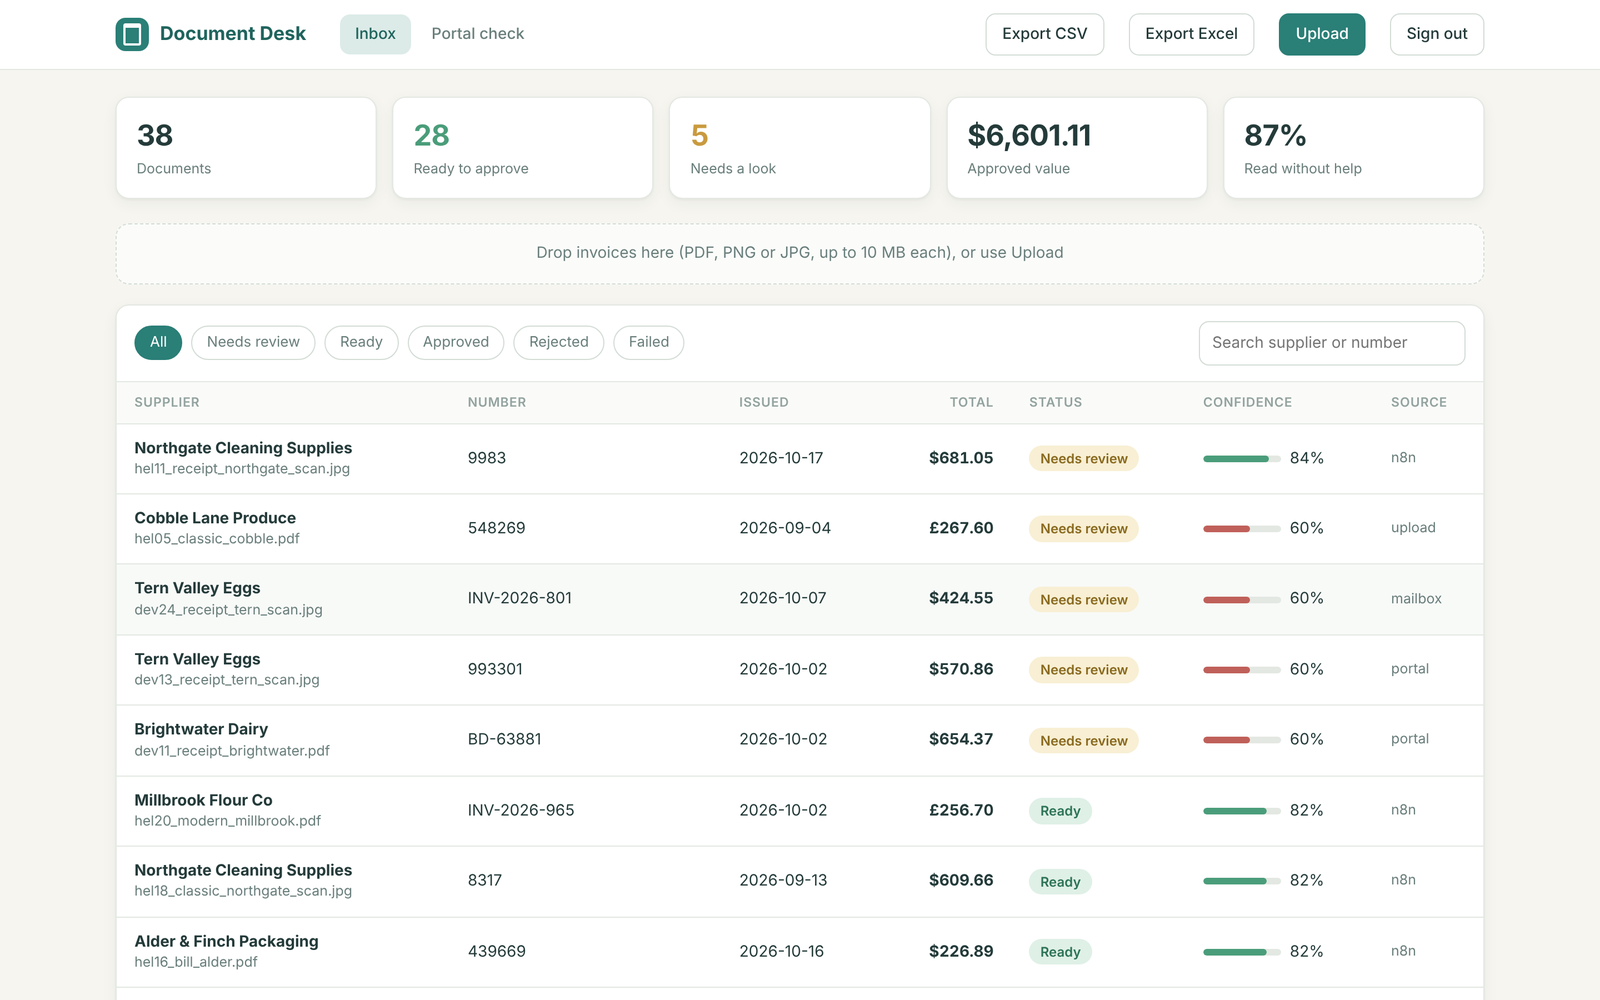 Document Desk
Inbox
Portal check
Export CSV
Export Excel
Upload
Sign out
38
Documents
28
Ready to approve
5
Needs a look
$6,601.11
Approved value
87%
Read without help
Drop invoices here (PDF, PNG or JPG, up to 10 MB each), or use Upload
All
Needs review
Ready
Approved
Rejected
Failed
Search supplier or number
SUPPLIER NUMBER ISSUED TOTAL STATUS CONFIDENCE SOURCE
Northgate Cleaning Supplies
hel11_receipt_northgate_scan.jpg
9983 2026-10-17 $681.05 Needs review 84% n8n
Cobble Lane Produce
hel05_classic_cobble.pdf
548269 2026-09-04 £267.60 Needs review 60% upload
Tern Valley Eggs
dev24_receipt_tern_scan.jpg
INV-2026-801 2026-10-07 $424.55 Needs review 60% mailbox
Tern Valley Eggs
dev13_receipt_tern_scan.jpg
993301 2026-10-02 $570.86 Needs review 60% portal
Brightwater Dairy
dev11_receipt_brightwater.pdf
BD-63881 2026-10-02 $654.37 Needs review 60% portal
Millbrook Flour Co
hel20_modern_millbrook.pdf
INV-2026-965 2026-10-02 £256.70 Ready 82% n8n
Northgate Cleaning Supplies
hel18_classic_northgate_scan.jpg
8317 2026-09-13 $609.66 Ready 82% n8n
Alder & Finch Packaging
hel16_bill_alder.pdf
439669 2026-10-16 $226.89 Ready 82% n8n